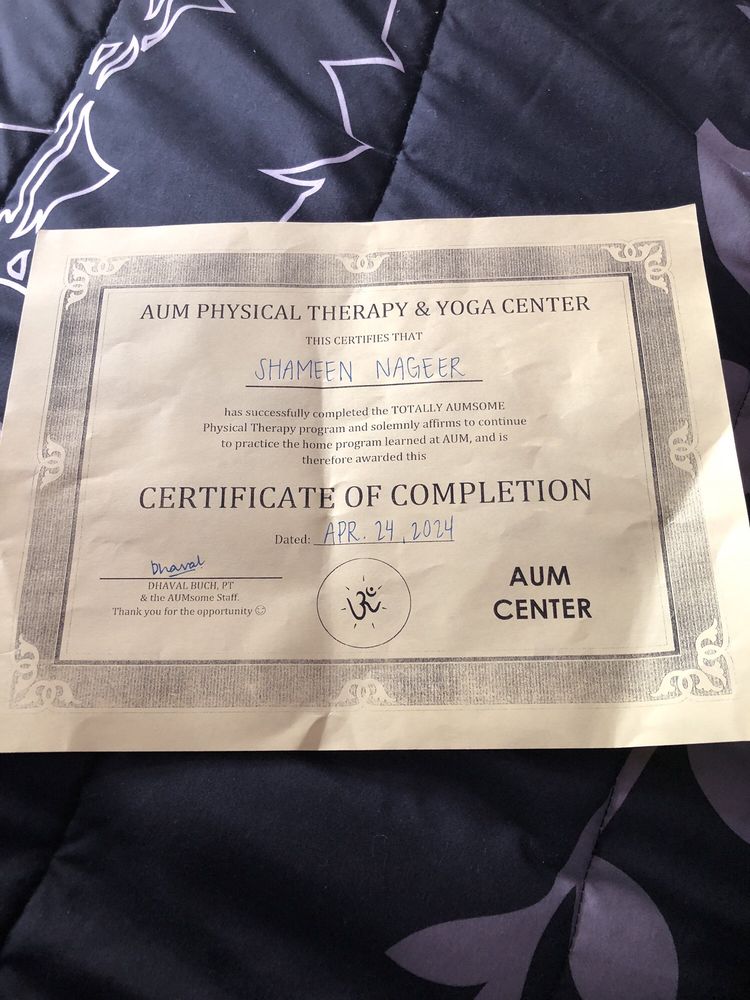 AUM PHYSICAL THERAPY & YOGA CENTER
THIS CERTIFIES THAT
SHAMEEN NAGEER
has successfully completed the TOTALLY AUMSOME
Physical Therapy program and solemnly affirms to continue
to practice the home program learned at AUM, and is
therefore awarded this
CERTIFICATE OF COMPLETION
Dated: APR. 24, 2024
Dhaval
DHAVAL BUCH, PT
& the AUMsome Staff.
Thank you for the opportunity ☺
ॐ
AUM
CENTER